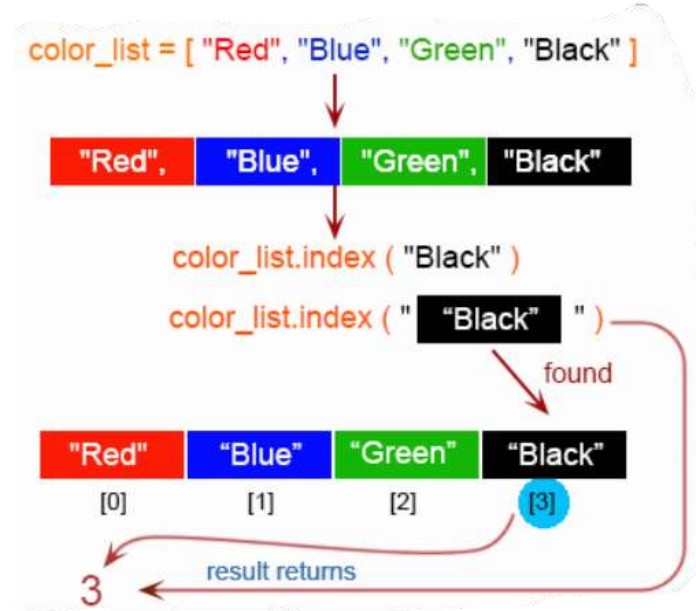 color_list = [ "Red", "Blue", "Green", "Black" ]
"Red", "Blue", "Green", "Black"
color_list.index ( "Black" )
color_list.index ( " “Black” " )
found
"Red" “Blue” “Green” “Black”
[0] [1] [2] [3]
result returns
3